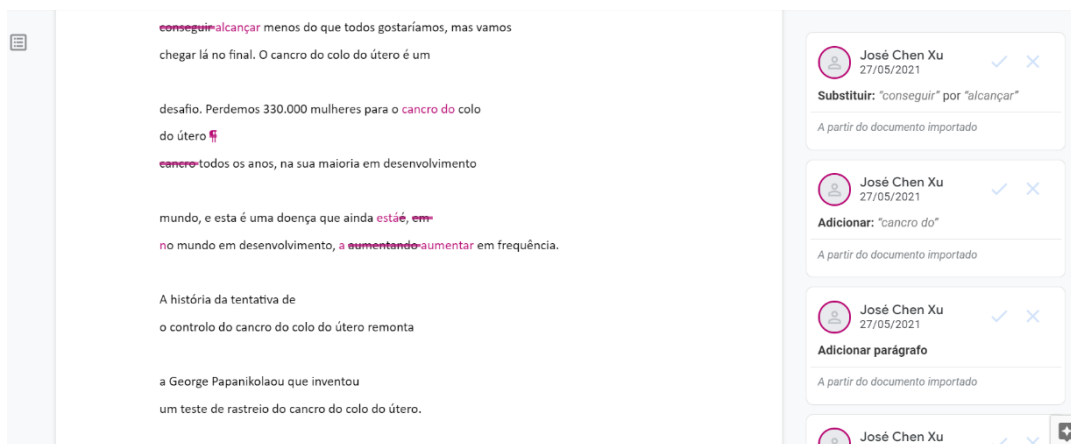 conseguir alcançar menos do que todos gostaríamos, mas vamos
chegar lá no final. O cancro do colo do útero é um
desafio. Perdemos 330.000 mulheres para o cancro do colo
do útero ¶
cancro todos os anos, na sua maioria em desenvolvimento
mundo, e esta é uma doença que ainda estáé, em
no mundo em desenvolvimento, a aumentando aumentar em frequência.
A história da tentativa de
o controlo do cancro do colo do útero remonta
a George Papanikolaou que inventou
um teste de rastreio do cancro do colo do útero.
José Chen Xu
27/05/2021
Substituir: "conseguir" por "alcançar"
A partir do documento importado
José Chen Xu
27/05/2021
Adicionar: "cancro do"
A partir do documento importado
José Chen Xu
27/05/2021
Adicionar parágrafo
A partir do documento importado
José Chen Xu